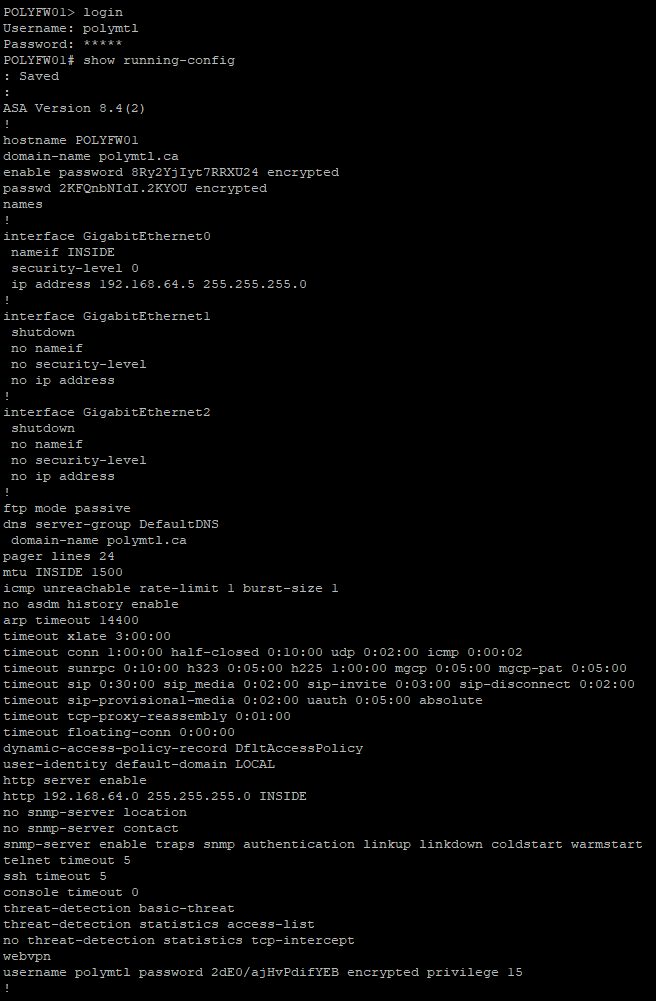 POLYFW01> login
Username: polymtl
Password: *****
POLYFW01# show running-config
: Saved
:
ASA Version 8.4(2)
!
hostname POLYFW01
domain-name polymtl.ca
enable password 8Ry2YjIyt7RRXU24 encrypted
passwd 2KFQnbNIdI.2KYOU encrypted
names
!
interface GigabitEthernet0
 nameif INSIDE
 security-level 0
 ip address 192.168.64.5 255.255.255.0
!
interface GigabitEthernet1
 shutdown
 no nameif
 no security-level
 no ip address
!
interface GigabitEthernet2
 shutdown
 no nameif
 no security-level
 no ip address
!
ftp mode passive
dns server-group DefaultDNS
 domain-name polymtl.ca
pager lines 24
mtu INSIDE 1500
icmp unreachable rate-limit 1 burst-size 1
no asdm history enable
arp timeout 14400
timeout xlate 3:00:00
timeout conn 1:00:00 half-closed 0:10:00 udp 0:02:00 icmp 0:00:02
timeout sunrpc 0:10:00 h323 0:05:00 h225 1:00:00 mgcp 0:05:00 mgcp-pat 0:05:00
timeout sip 0:30:00 sip_media 0:02:00 sip-invite 0:03:00 sip-disconnect 0:02:00
timeout sip-provisional-media 0:02:00 uauth 0:05:00 absolute
timeout tcp-proxy-reassembly 0:01:00
timeout floating-conn 0:00:00
dynamic-access-policy-record DfltAccessPolicy
user-identity default-domain LOCAL
http server enable
http 192.168.64.0 255.255.255.0 INSIDE
no snmp-server location
no snmp-server contact
snmp-server enable traps snmp authentication linkup linkdown coldstart warmstart
telnet timeout 5
ssh timeout 5
console timeout 0
threat-detection basic-threat
threat-detection statistics access-list
no threat-detection statistics tcp-intercept
webvpn
username polymtl password 2dE0/ajHvPdifYEB encrypted privilege 15
!